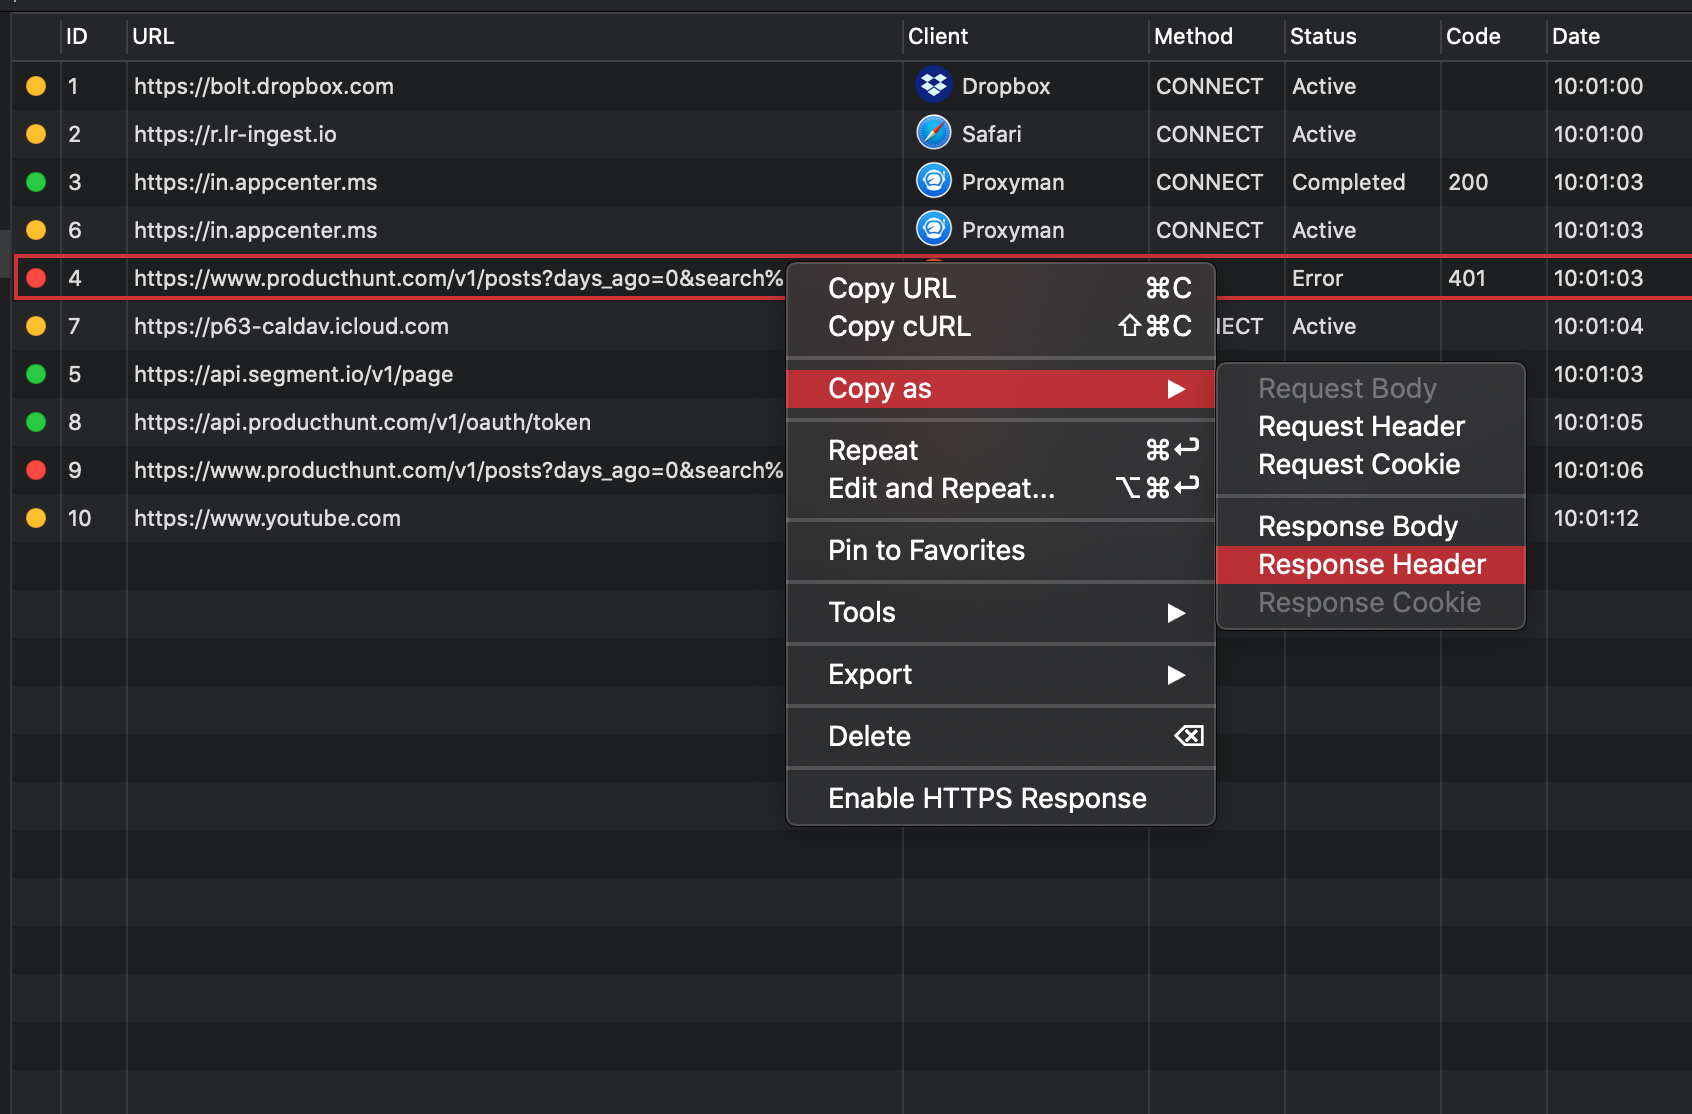 ID URL Client Method Status Code Date
1 https://bolt.dropbox.com Dropbox CONNECT Active 10:01:00
2 https://r.lr-ingest.io Safari CONNECT Active 10:01:00
3 https://in.appcenter.ms Proxyman CONNECT Completed 200 10:01:03
6 https://in.appcenter.ms Proxyman CONNECT Active 10:01:03
4 https://www.producthunt.com/v1/posts?days_ago=0&search% Error 401 10:01:03
7 https://p63-caldav.icloud.com NECT Active 10:01:04
5 https://api.segment.io/v1/page 10:01:03
8 https://api.producthunt.com/v1/oauth/token 10:01:05
9 https://www.producthunt.com/v1/posts?days_ago=0&search% 10:01:06
10 https://www.youtube.com 10:01:12
Copy URL ⌘C
Copy cURL ⇧⌘C
Copy as ▶
Repeat ⌘↩
Edit and Repeat... ⌥⌘↩
Pin to Favorites
Tools ▶
Export ▶
Delete ⌫
Enable HTTPS Response
Request Body
Request Header
Request Cookie
Response Body
Response Header
Response Cookie